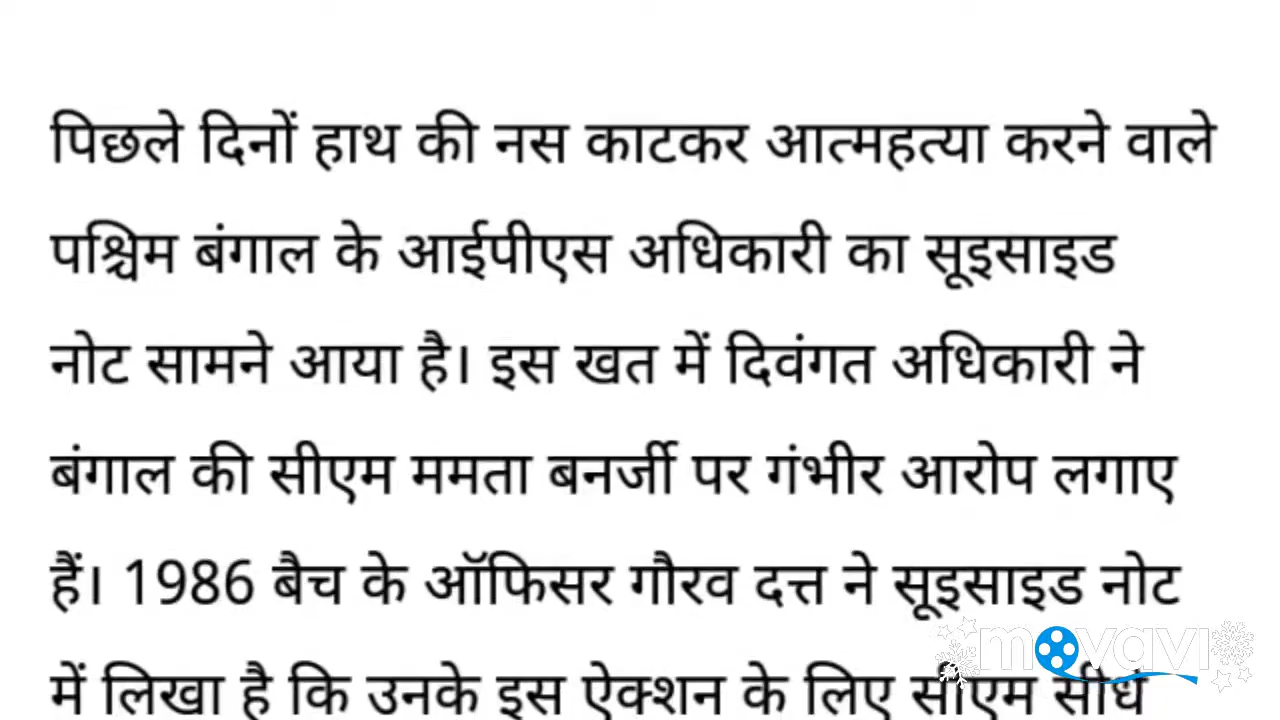 पिछले दिनों हाथ की नस काटकर आत्महत्या करने वाले
पश्चिम बंगाल के आईपीएस अधिकारी का सूइसाइड
नोट सामने आया है। इस खत में दिवंगत अधिकारी ने
बंगाल की सीएम ममता बनर्जी पर गंभीर आरोप लगाए
हैं। 1986 बैच के ऑफिसर गौरव दत्त ने सूइसाइड नोट
में लिखा है कि उनके इस ऐक्शन के लिए सीएम सीधे
movavi